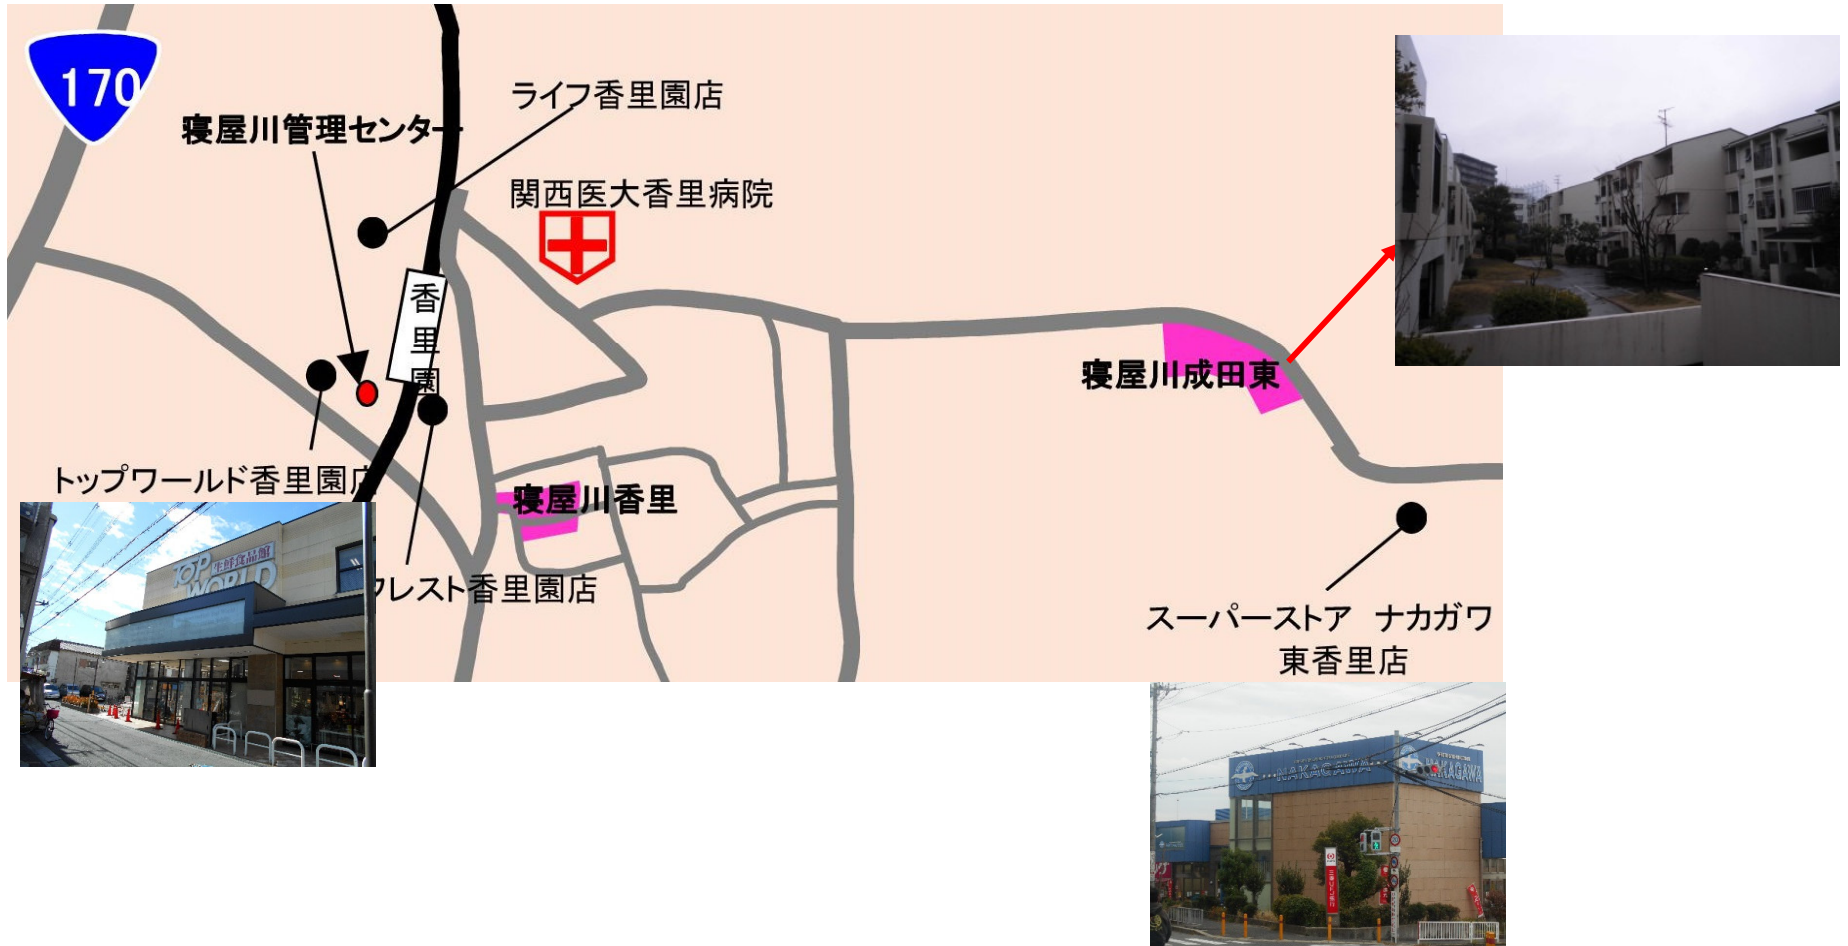 170
ライフ香里園店
寝屋川管理センター
関西医大香里病院
香里園
寝屋川成田東
トップワールド香里園店
寝屋川香里
生鮮食品館
TOP
WORLD
レスト香里園店
スーパーストア ナカガワ
東香里店
NAKAGAWA
NAKAGAWA